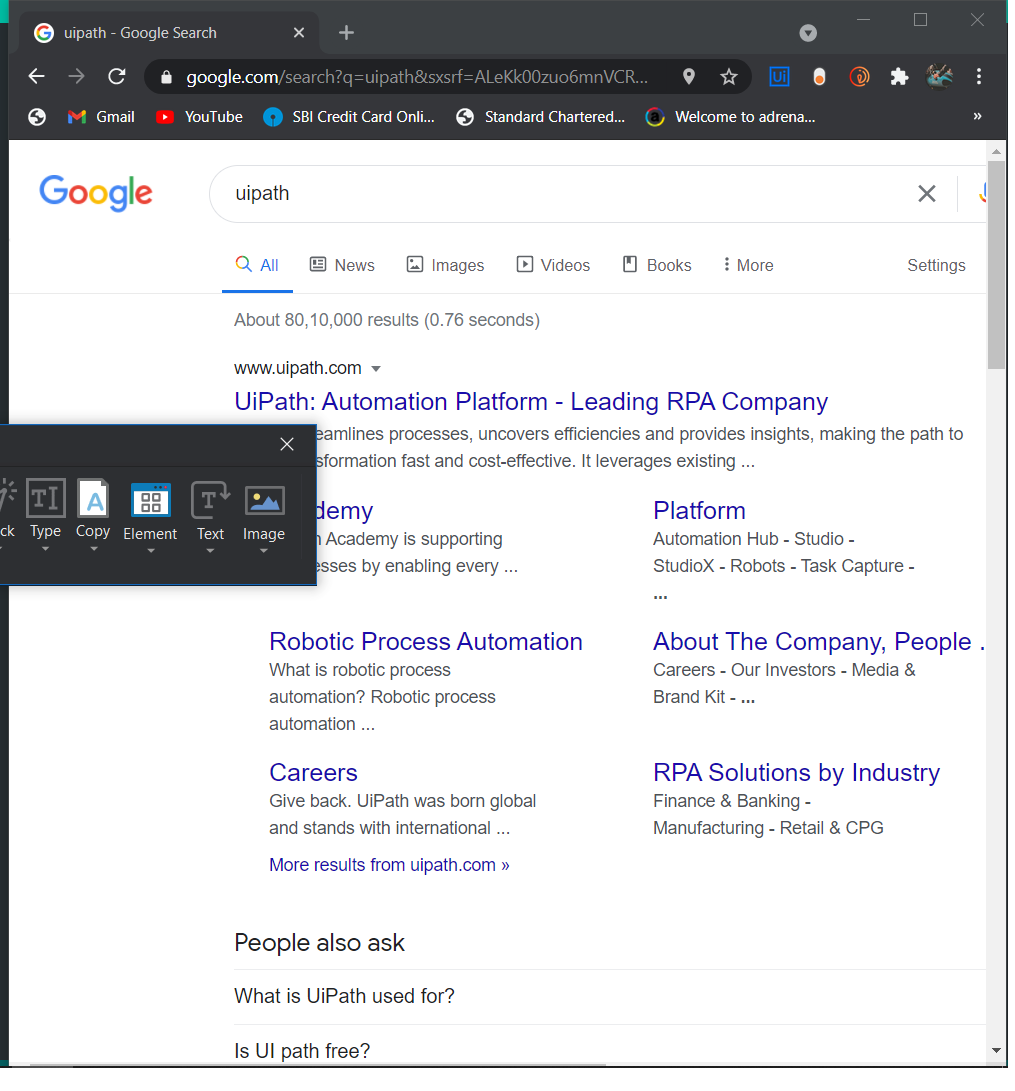 uipath - Google Search
google.com/search?q=uipath&sxsrf=ALeKk00zuo6mnVCR...
Ui
Gmail
YouTube
SBI Credit Card Onli...
Standard Chartered...
a
Welcome to adrena...
»
Google
uipath
All
News
Images
Videos
Books
More
Settings
About 80,10,000 results (0.76 seconds)
www.uipath.com
UiPath: Automation Platform - Leading RPA Company
eamlines processes, uncovers efficiencies and provides insights, making the path to
sformation fast and cost-effective. It leverages existing ...
demy
Academy is supporting
esses by enabling every ...
Platform
Automation Hub - Studio -
StudioX - Robots - Task Capture -
...
ck
Type
Copy
Element
Text
Image
Robotic Process Automation
What is robotic process
automation? Robotic process
automation ...
About The Company, People .
Careers - Our Investors - Media &
Brand Kit - ...
Careers
Give back. UiPath was born global
and stands with international ...
RPA Solutions by Industry
Finance & Banking -
Manufacturing - Retail & CPG
More results from uipath.com »
People also ask
What is UiPath used for?
Is UI path free?